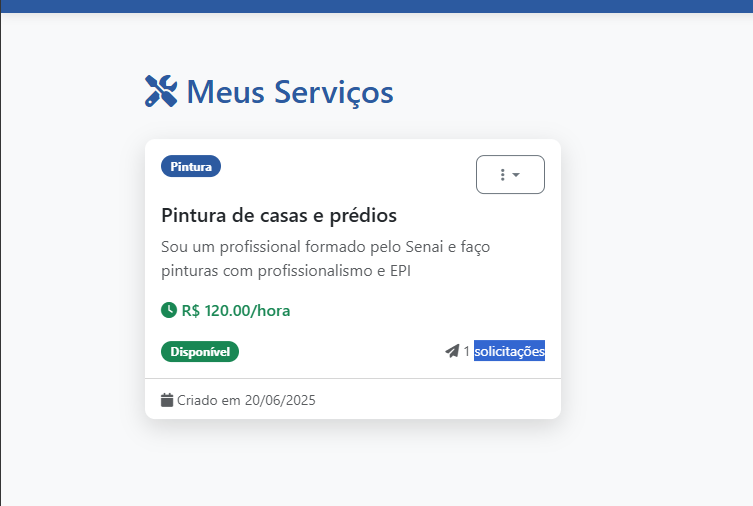 Meus Serviços
Pintura
Pintura de casas e prédios
Sou um profissional formado pelo Senai e faço
pinturas com profissionalismo e EPI
R$ 120.00/hora
Disponível
1 solicitações
Criado em 20/06/2025